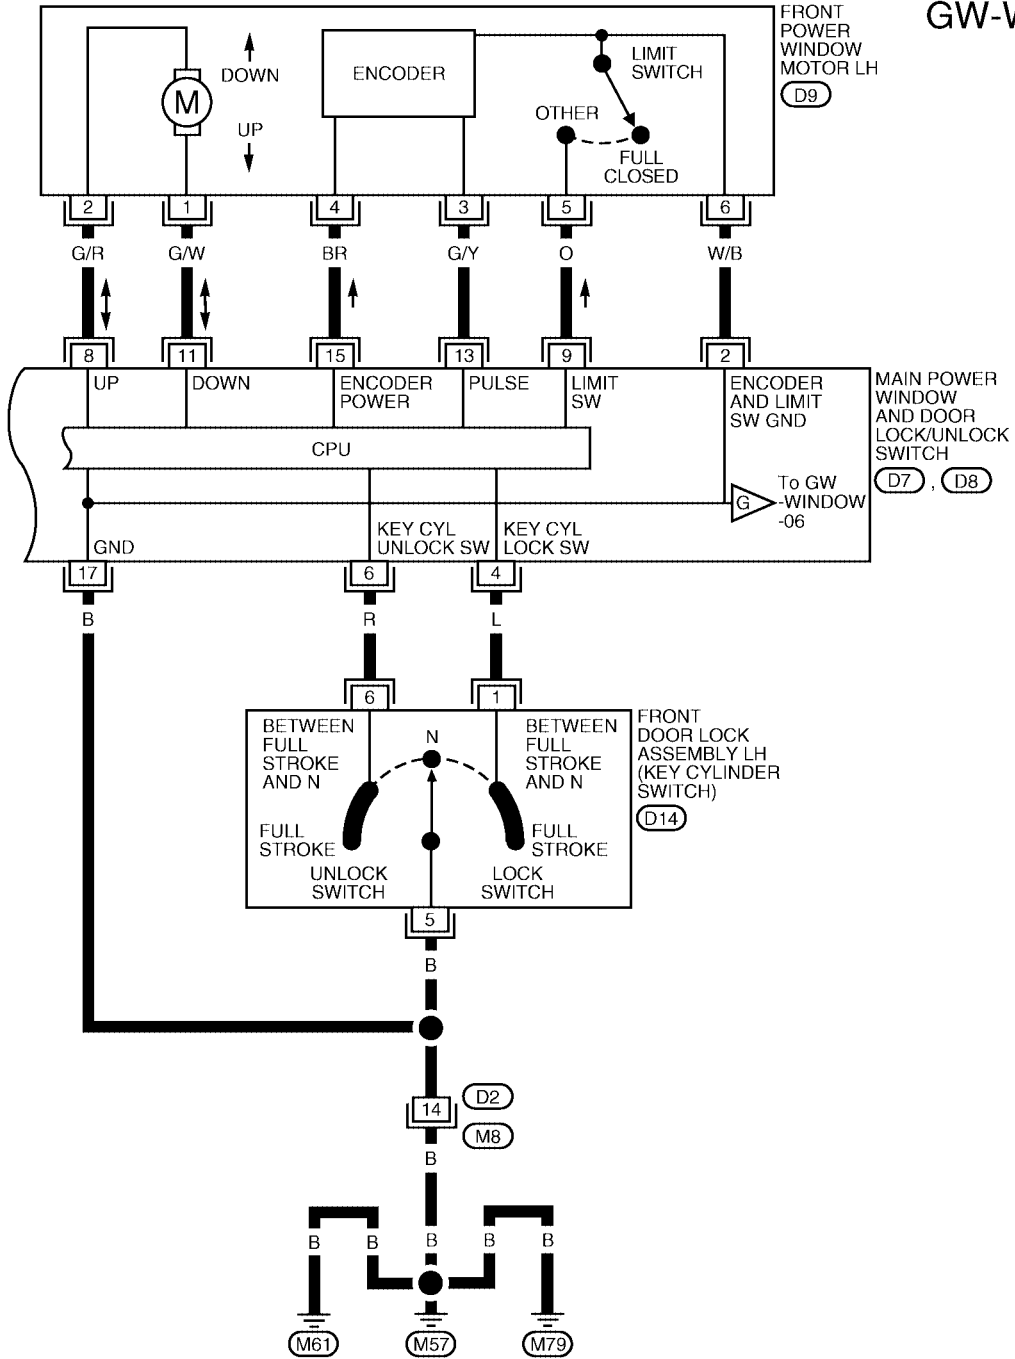 GW-W
FRONT
POWER
WINDOW
MOTOR LH
D9
M
DOWN
UP
ENCODER
LIMIT
SWITCH
OTHER
FULL
CLOSED
2 1 4 3 5 6
G/R G/W BR G/Y O W/B
8 11 15 13 9 2
UP
DOWN
ENCODER
POWER
PULSE
LIMIT
SW
ENCODER
AND LIMIT
SW GND
MAIN POWER
WINDOW
AND DOOR
LOCK/UNLOCK
SWITCH
D7 , D8
CPU
G
To GW
-WINDOW
-06
GND
KEY CYL
UNLOCK SW
KEY CYL
LOCK SW
17 6 4
B R L
6 1
BETWEEN
FULL
STROKE
AND N
N
BETWEEN
FULL
STROKE
AND N
FULL
STROKE
FULL
STROKE
UNLOCK
SWITCH
LOCK
SWITCH
FRONT
DOOR LOCK
ASSEMBLY LH
(KEY CYLINDER
SWITCH)
D14
5
B
14
D2
M8
B
B B B B B
M61 M57 M79